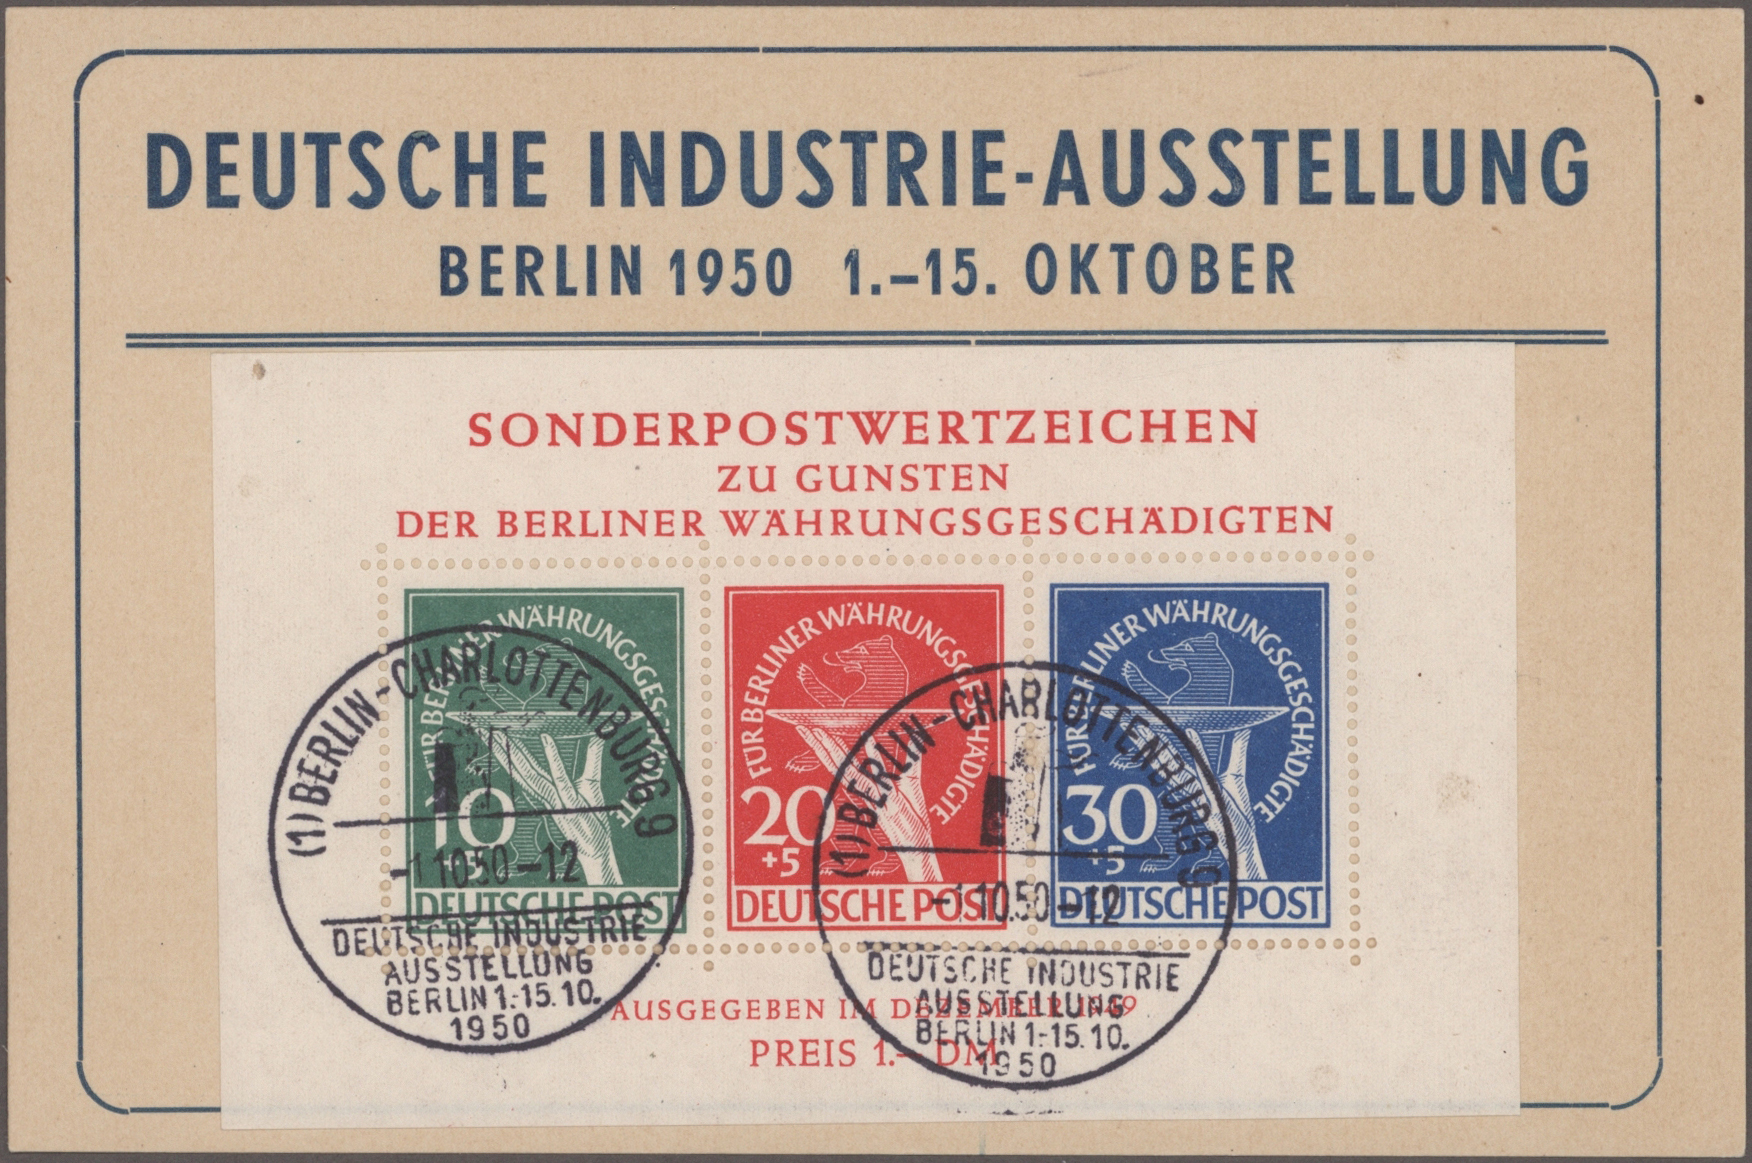 DEUTSCHE INDUSTRIE-AUSSTELLUNG
BERLIN 1950 1.–15. OKTOBER
SONDERPOSTWERTZEICHEN
ZU GUNSTEN
DER BERLINER WÄHRUNGSGESCHÄDIGTEN
FÜR BERLINER WÄHRUNGSGESCHÄDIGTE
10
+5
DEUTSCHE POST
FÜR BERLINER WÄHRUNGSGESCHÄDIGTE
20
+5
DEUTSCHE POST
FÜR BERLINER WÄHRUNGSGESCHÄDIGTE
30
+5
DEUTSCHE POST
(1) BERLIN-CHARLOTTENBURG 9
-1.10.50-12
DEUTSCHE INDUSTRIE
AUSSTELLUNG
BERLIN 1.-15.10.
1950
(1) BERLIN-CHARLOTTENBURG 9
-1.10.50-12
DEUTSCHE INDUSTRIE
AUSSTELLUNG
BERLIN 1.-15.10.
1950
AUSGEGEBEN IM DEZEMBER 1949
PREIS 1.– DM